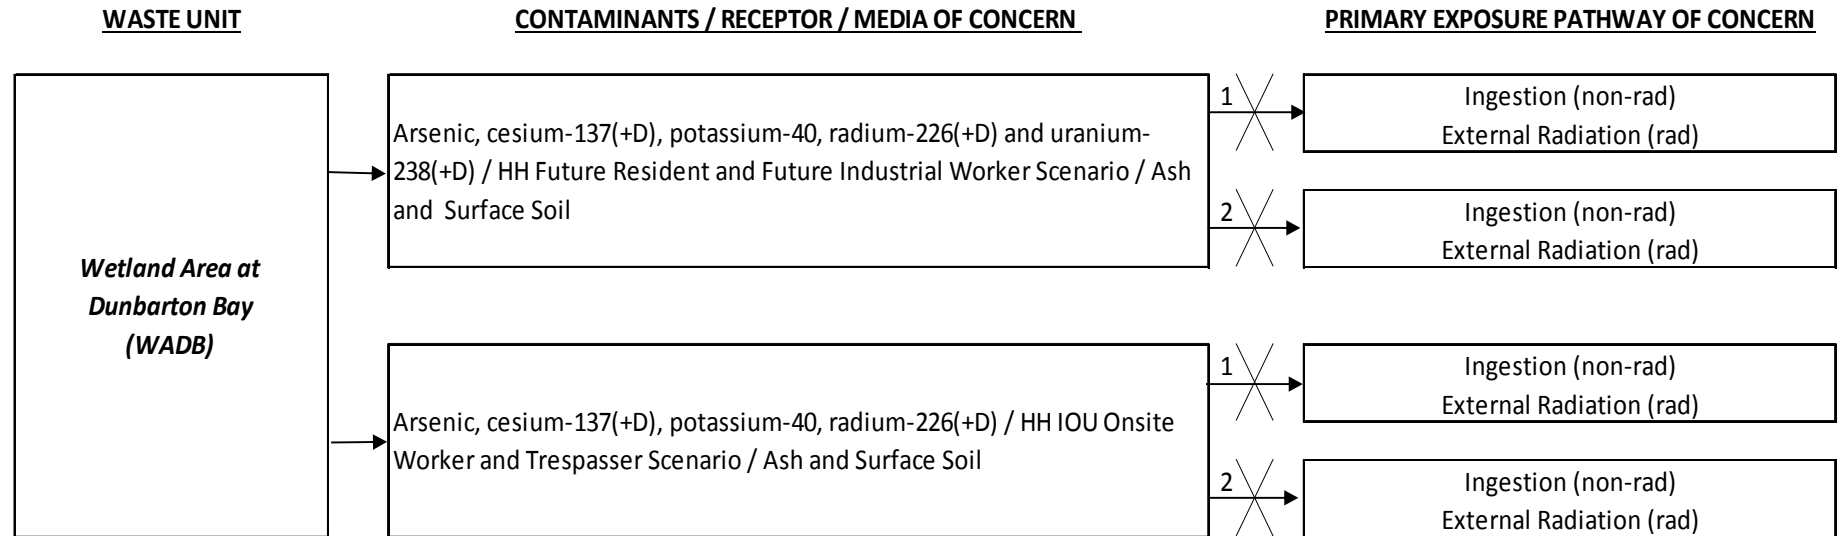 WASTE UNIT
CONTAMINANTS / RECEPTOR / MEDIA OF CONCERN
PRIMARY EXPOSURE PATHWAY OF CONCERN
Wetland Area at
Dunbarton Bay
(WADB)
Arsenic, cesium-137(+D), potassium-40, radium-226(+D) and uranium-
238(+D) / HH Future Resident and Future Industrial Worker Scenario / Ash
and Surface Soil
1
Ingestion (non-rad)
External Radiation (rad)
2
Ingestion (non-rad)
External Radiation (rad)
Arsenic, cesium-137(+D), potassium-40, radium-226(+D) / HH IOU Onsite
Worker and Trespasser Scenario / Ash and Surface Soil
1
Ingestion (non-rad)
External Radiation (rad)
2
Ingestion (non-rad)
External Radiation (rad)